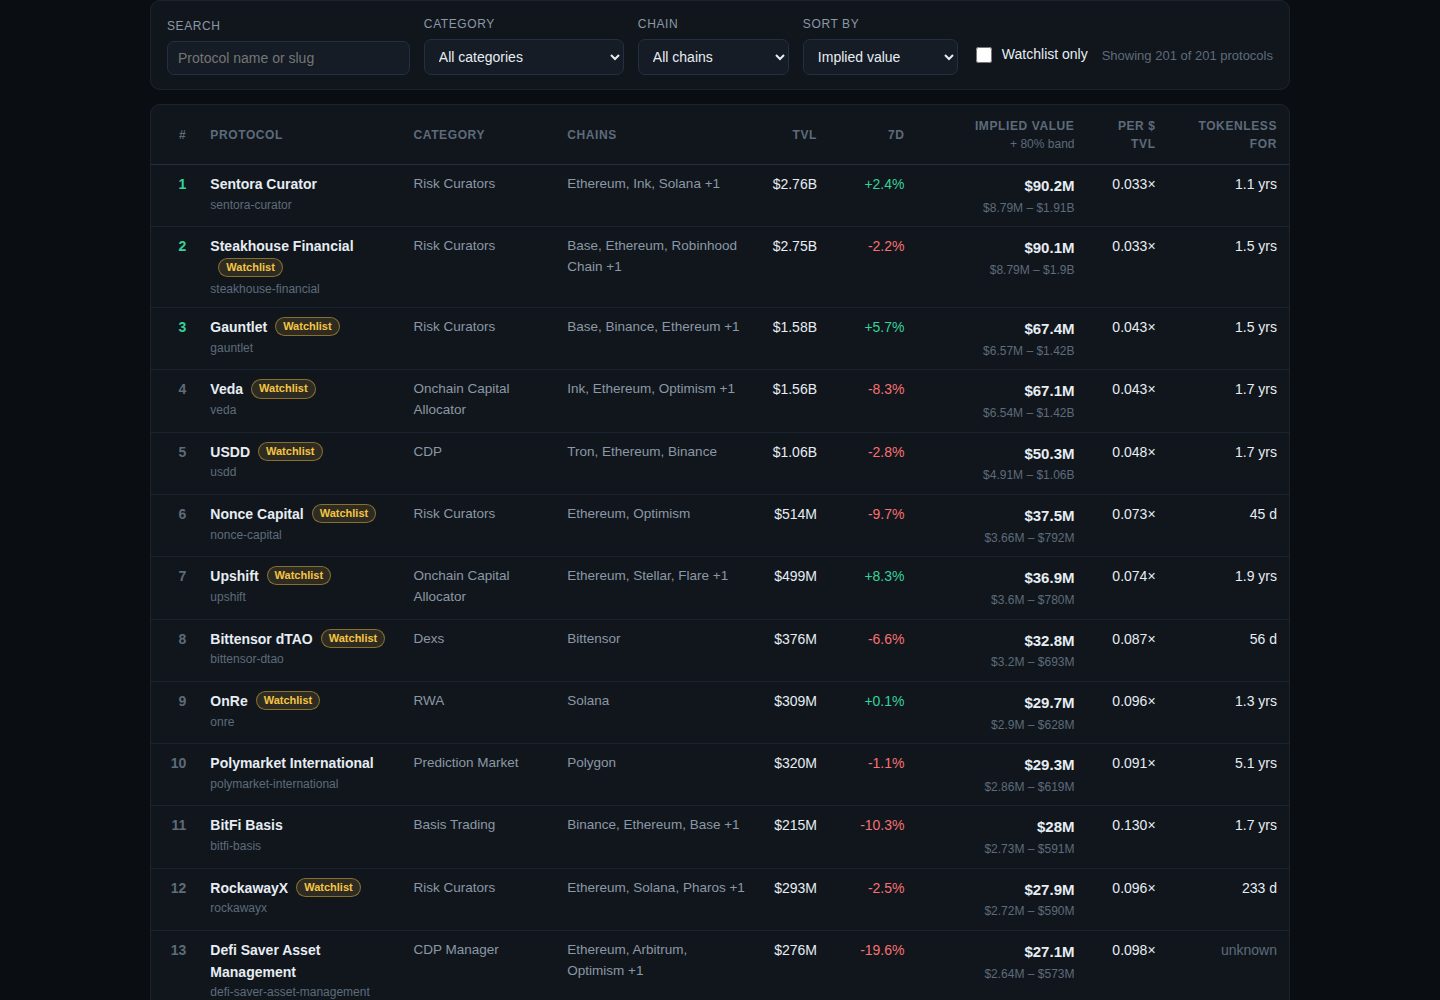 SEARCH CATEGORY CHAIN SORT BY
Protocol name or slug All categories All chains Implied value Watchlist only Showing 201 of 201 protocols
# PROTOCOL CATEGORY CHAINS TVL 7D IMPLIED VALUE PER $ TOKENLESS
+ 80% band TVL FOR
1 Sentora Curator Risk Curators Ethereum, Ink, Solana +1 $2.76B +2.4% $90.2M 0.033× 1.1 yrs
sentora-curator $8.79M – $1.91B
2 Steakhouse Financial Risk Curators Base, Ethereum, Robinhood $2.75B -2.2% $90.1M 0.033× 1.5 yrs
Watchlist Chain +1 $8.79M – $1.9B
steakhouse-financial
3 Gauntlet Watchlist Risk Curators Base, Binance, Ethereum +1 $1.58B +5.7% $67.4M 0.043× 1.5 yrs
gauntlet $6.57M – $1.42B
4 Veda Watchlist Onchain Capital Ink, Ethereum, Optimism +1 $1.56B -8.3% $67.1M 0.043× 1.7 yrs
veda Allocator $6.54M – $1.42B
5 USDD Watchlist CDP Tron, Ethereum, Binance $1.06B -2.8% $50.3M 0.048× 1.7 yrs
usdd $4.91M – $1.06B
6 Nonce Capital Watchlist Risk Curators Ethereum, Optimism $514M -9.7% $37.5M 0.073× 45 d
nonce-capital $3.66M – $792M
7 Upshift Watchlist Onchain Capital Ethereum, Stellar, Flare +1 $499M +8.3% $36.9M 0.074× 1.9 yrs
upshift Allocator $3.6M – $780M
8 Bittensor dTAO Watchlist Dexs Bittensor $376M -6.6% $32.8M 0.087× 56 d
bittensor-dtao $3.2M – $693M
9 OnRe Watchlist RWA Solana $309M +0.1% $29.7M 0.096× 1.3 yrs
onre $2.9M – $628M
10 Polymarket International Prediction Market Polygon $320M -1.1% $29.3M 0.091× 5.1 yrs
polymarket-international $2.86M – $619M
11 BitFi Basis Basis Trading Binance, Ethereum, Base +1 $215M -10.3% $28M 0.130× 1.7 yrs
bitfi-basis $2.73M – $591M
12 RockawayX Watchlist Risk Curators Ethereum, Solana, Pharos +1 $293M -2.5% $27.9M 0.096× 233 d
rockawayx $2.72M – $590M
13 Defi Saver Asset CDP Manager Ethereum, Arbitrum, $276M -19.6% $27.1M 0.098× unknown
Management Optimism +1 $2.64M – $573M
defi-saver-asset-management